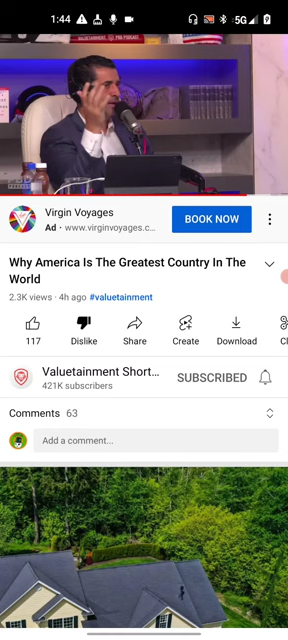 1:44
5G
Virgin Voyages
Ad · www.virginvoyages.c...
BOOK NOW
Why America Is The Greatest Country In The
World
2.3K views · 4h ago #valuetainment
117
Dislike
Share
Create
Download
Cl
Valuetainment Short...
421K subscribers
SUBSCRIBED
Comments 63
Add a comment...